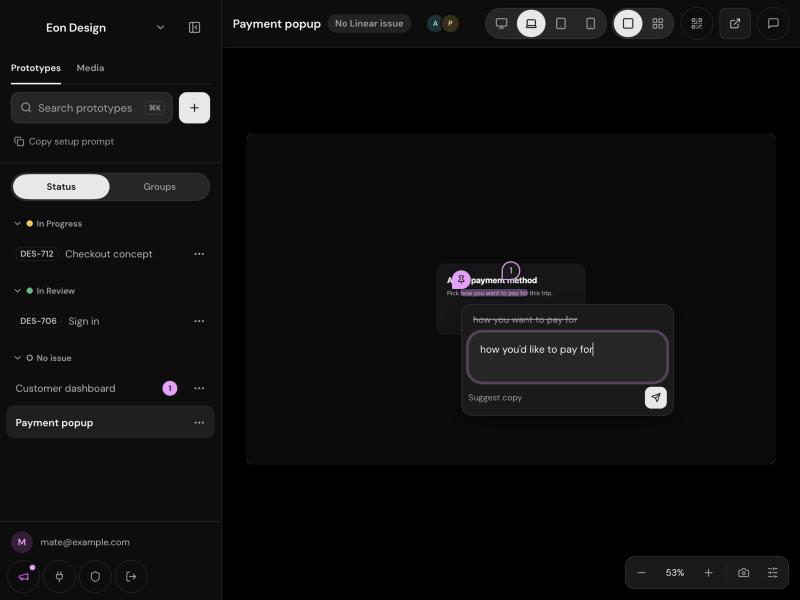 Eon Design
Payment popup
No Linear issue
A P
Prototypes Media
Search prototypes ⌘K
Copy setup prompt
Status Groups
In Progress
DES-712 Checkout concept
In Review
DES-706 Sign in
No issue
Customer dashboard 1
Payment popup
M mate@example.com
1
payment method
Pick how you want to pay for this trip.
how you want to pay for
how you'd like to pay for
Suggest copy
53%